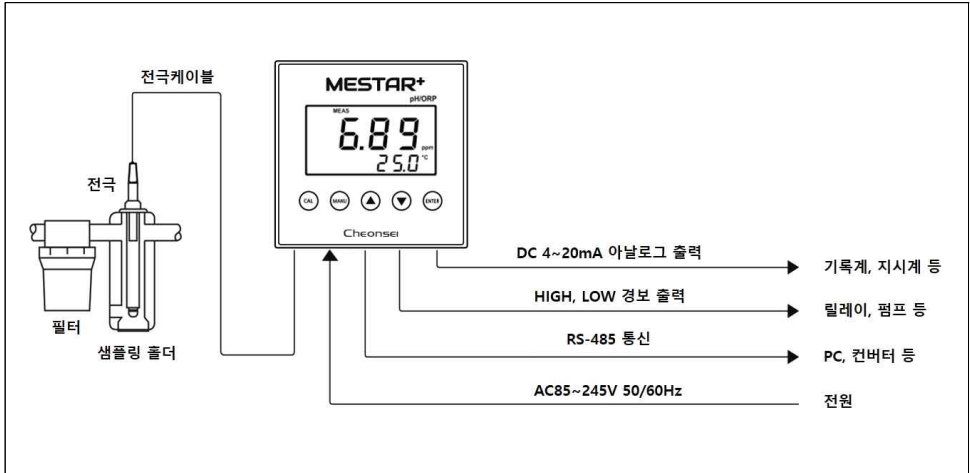 전극케이블
MESTAR+
pH/ORP
MEAS
6.89 ppm
25.0 °C
전극
CAL MANU ENTER
Cheonsei
DC 4~20mA 아날로그 출력
기록계, 지시계 등
HIGH, LOW 경보 출력
릴레이, 펌프 등
필터
RS-485 통신
샘플링 홀더
PC, 컨버터 등
AC85~245V 50/60Hz
전원